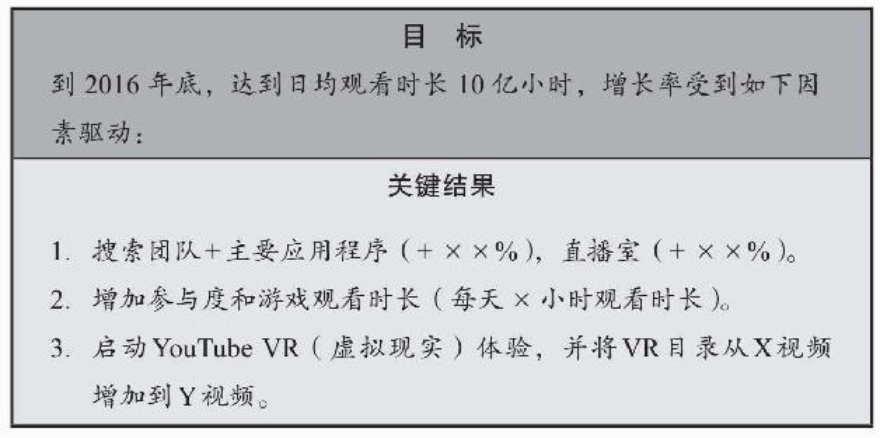 目 标
到 2016 年底，达到日均观看时长 10 亿小时，增长率受到如下因
素驱动：
关键结果
1. 搜索团队＋主要应用程序（＋××%），直播室（＋××%）。
2. 增加参与度和游戏观看时长（每天×小时观看时长）。
3. 启动 YouTube VR（虚拟现实）体验，并将 VR 目录从 X 视频
增加到 Y 视频。